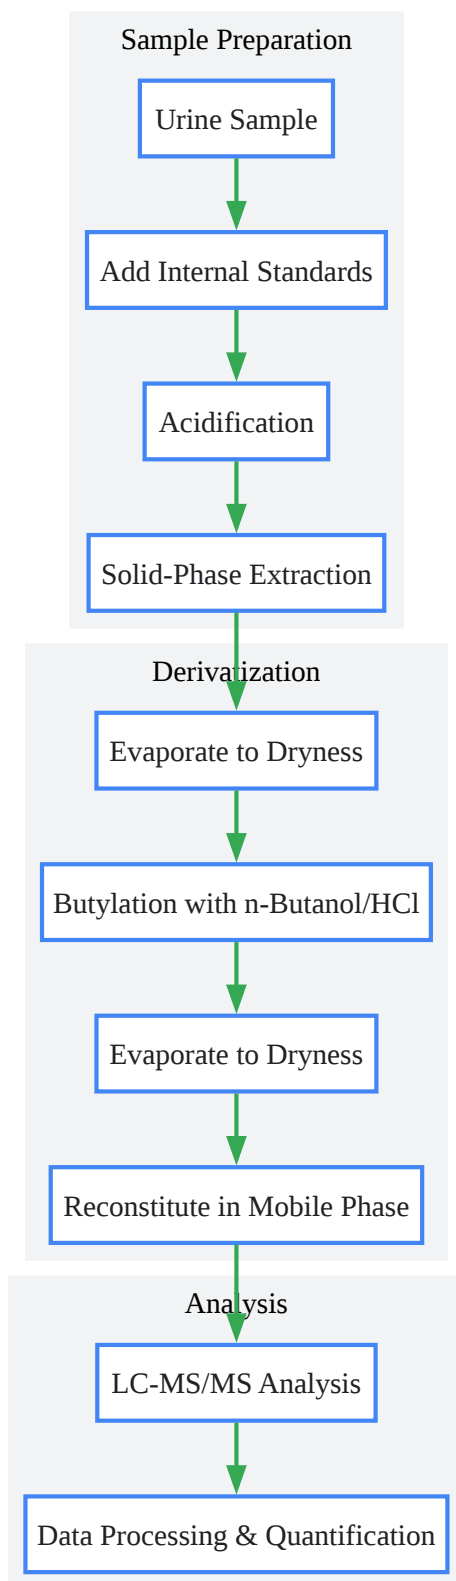 Sample Preparation
Urine Sample
Add Internal Standards
Acidification
Solid-Phase Extraction
Derivatization
Evaporate to Dryness
Butylation with n-Butanol/HCl
Evaporate to Dryness
Reconstitute in Mobile Phase
Analysis
LC-MS/MS Analysis
Data Processing & Quantification